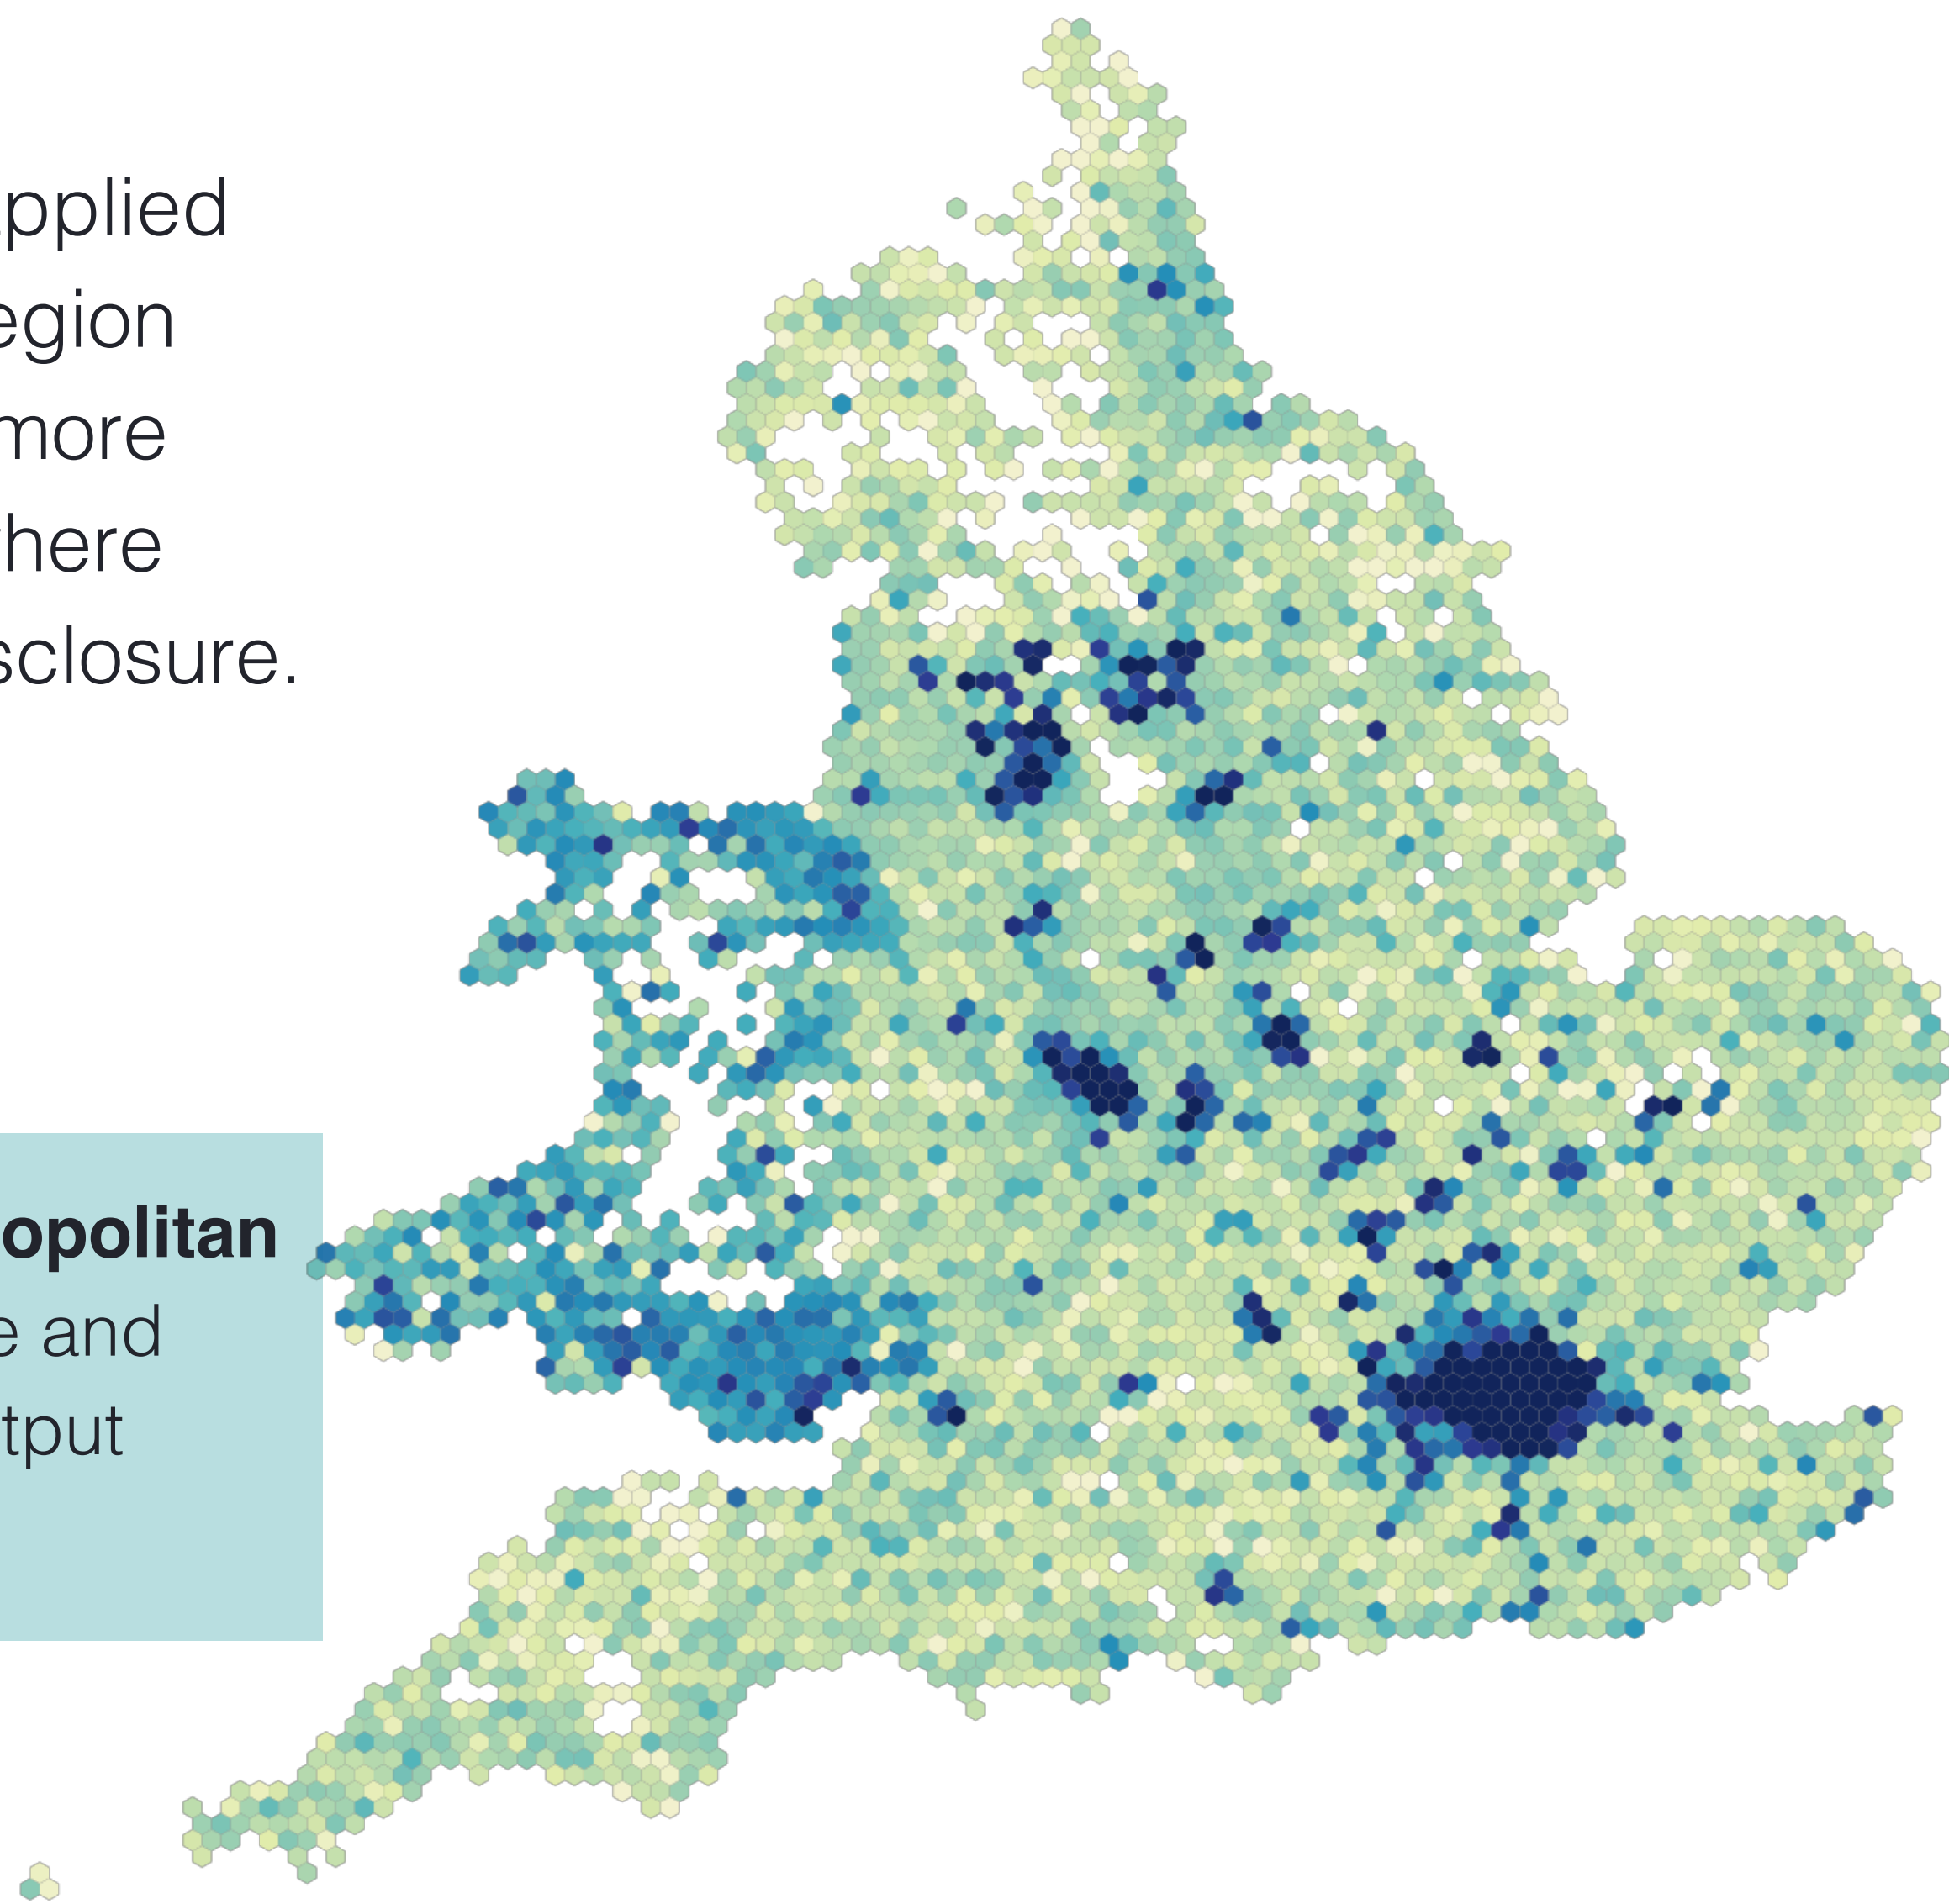 pplied
egion
more
here
sclosure.
opolitan
e and
tput